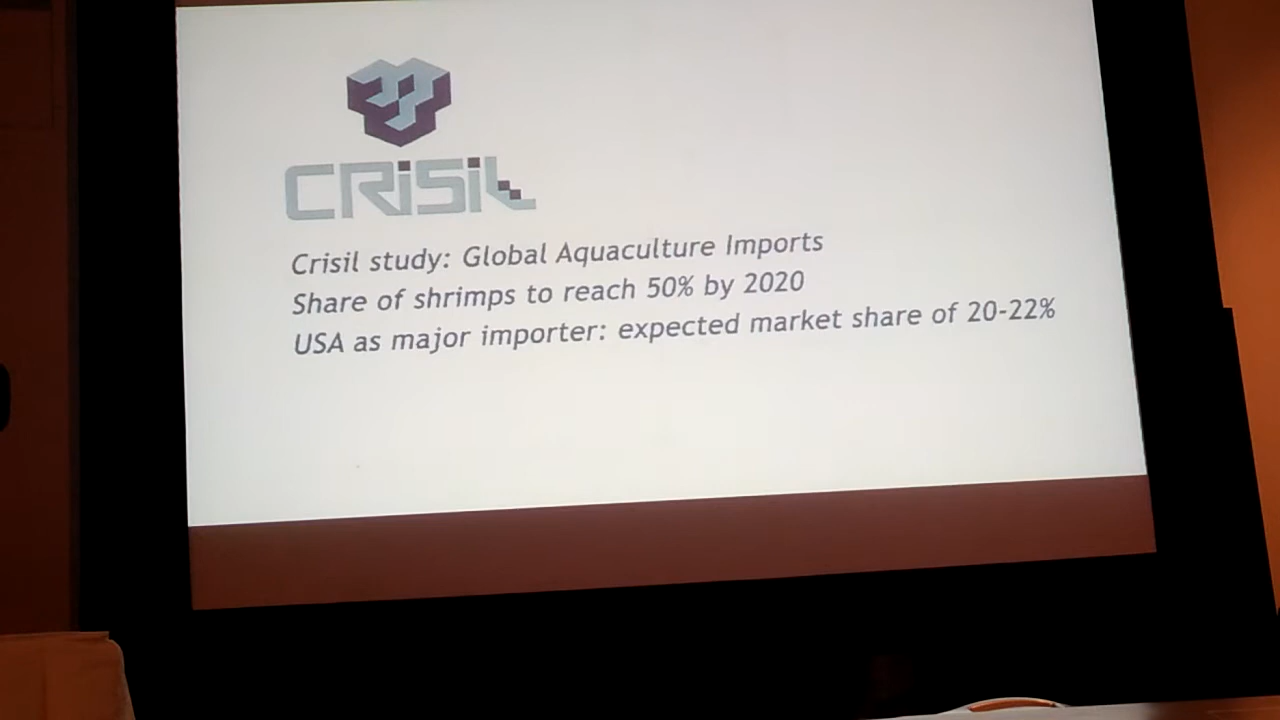 CRiSiL
Crisil study: Global Aquaculture Imports
Share of shrimps to reach 50% by 2020
USA as major importer: expected market share of 20-22%